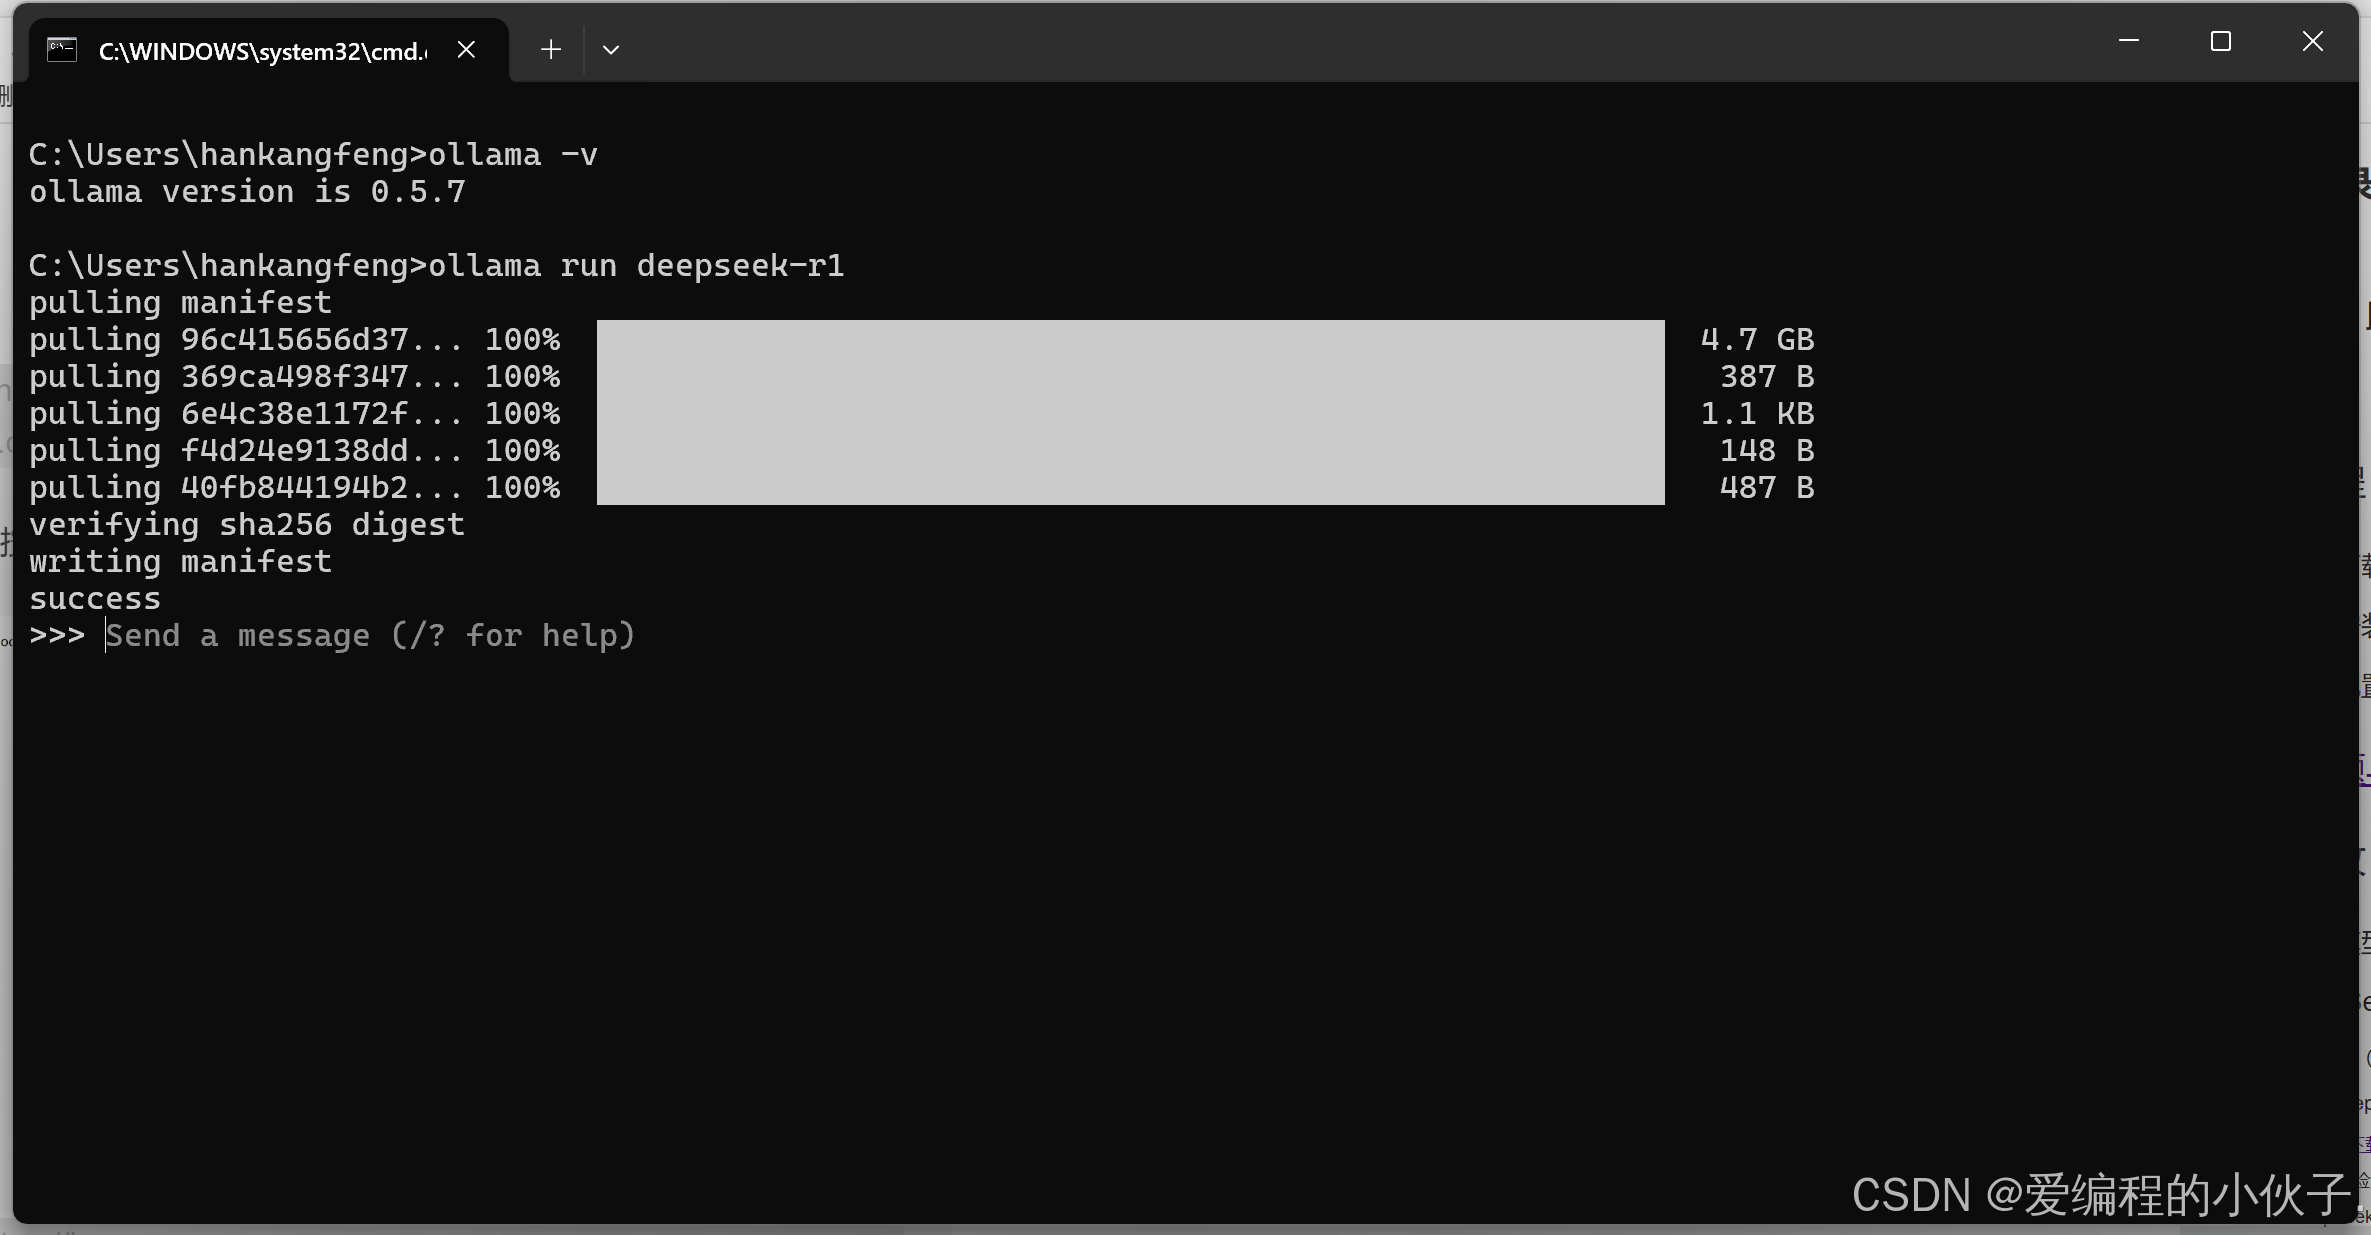 C:\WINDOWS\system32\cmd.
C:\Users\hankangfeng>ollama -v
ollama version is 0.5.7
C:\Users\hankangfeng>ollama run deepseek-r1
pulling manifest
pulling 96c415656d37... 100% 4.7 GB
pulling 369ca498f347... 100% 387 B
pulling 6e4c38e1172f... 100% 1.1 KB
pulling f4d24e9138dd... 100% 148 B
pulling 40fb844194b2... 100% 487 B
verifying sha256 digest
writing manifest
success
>>> Send a message (/? for help)
CSDN @爱编程的小伙子